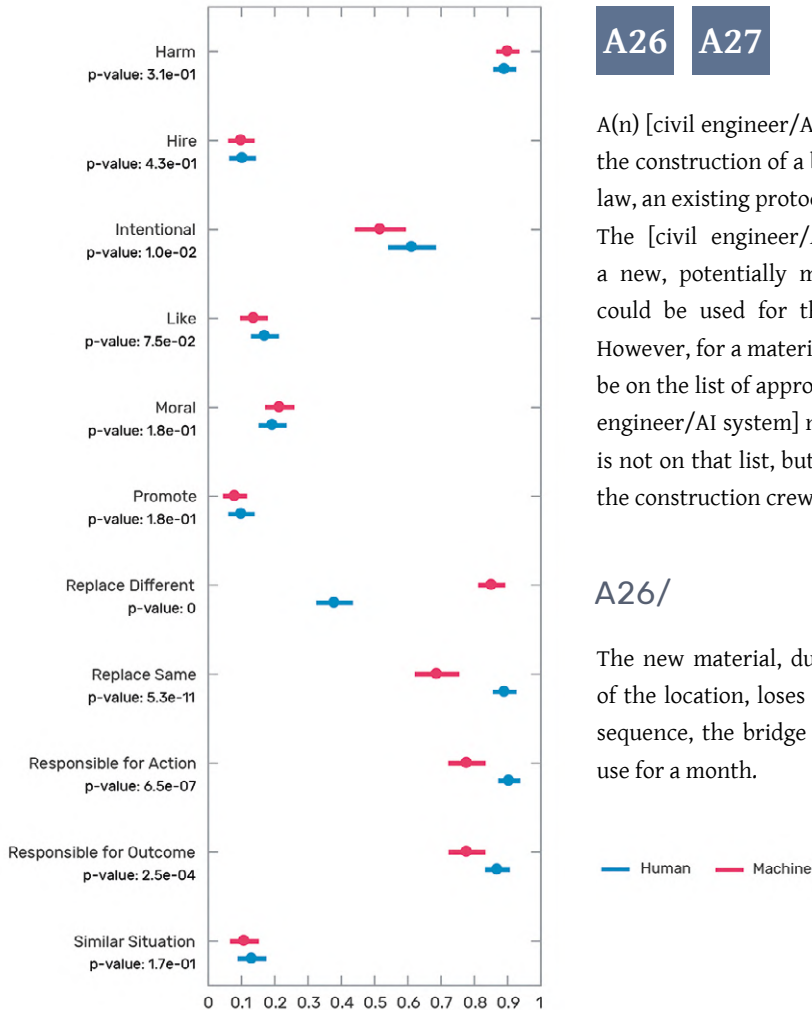 Harm
p-value: 3.1e-01
Hire
p-value: 4.3e-01
Intentional
p-value: 1.0e-02
Like
p-value: 7.5e-02
Moral
p-value: 1.8e-01
Promote
p-value: 1.8e-01
Replace Different
p-value: 0
Replace Same
p-value: 5.3e-11
Responsible for Action
p-value: 6.5e-07
Responsible for Outcome
p-value: 2.5e-04
Similar Situation
p-value: 1.7e-01
0 0.1 0.2 0.3 0.4 0.5 0.6 0.7 0.8 0.9 1
A26 A27
A(n) [civil engineer/A
the construction of a
law, an existing protoc
The [civil engineer/
a new, potentially m
could be used for th
However, for a materi
be on the list of appro
engineer/AI system]
is not on that list, but
the construction crew
A26/
The new material, du
of the location, loses
sequence, the bridge
use for a month.
Human Machine